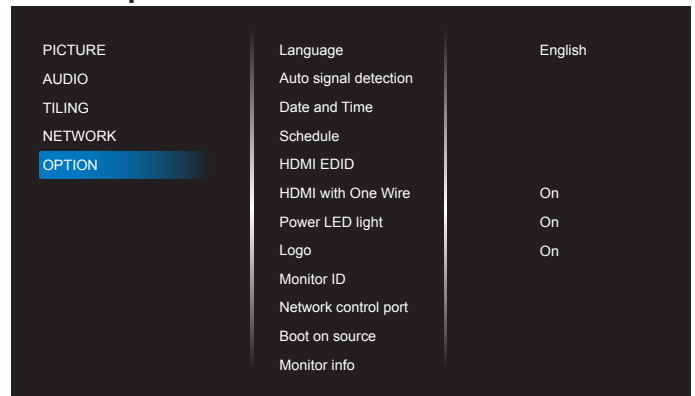 PICTURE
AUDIO
TILING
NETWORK
OPTION
Language English
Auto signal detection
Date and Time
Schedule
HDMI EDID
HDMI with One Wire On
Power LED light On
Logo On
Monitor ID
Network control port
Boot on source
Monitor info